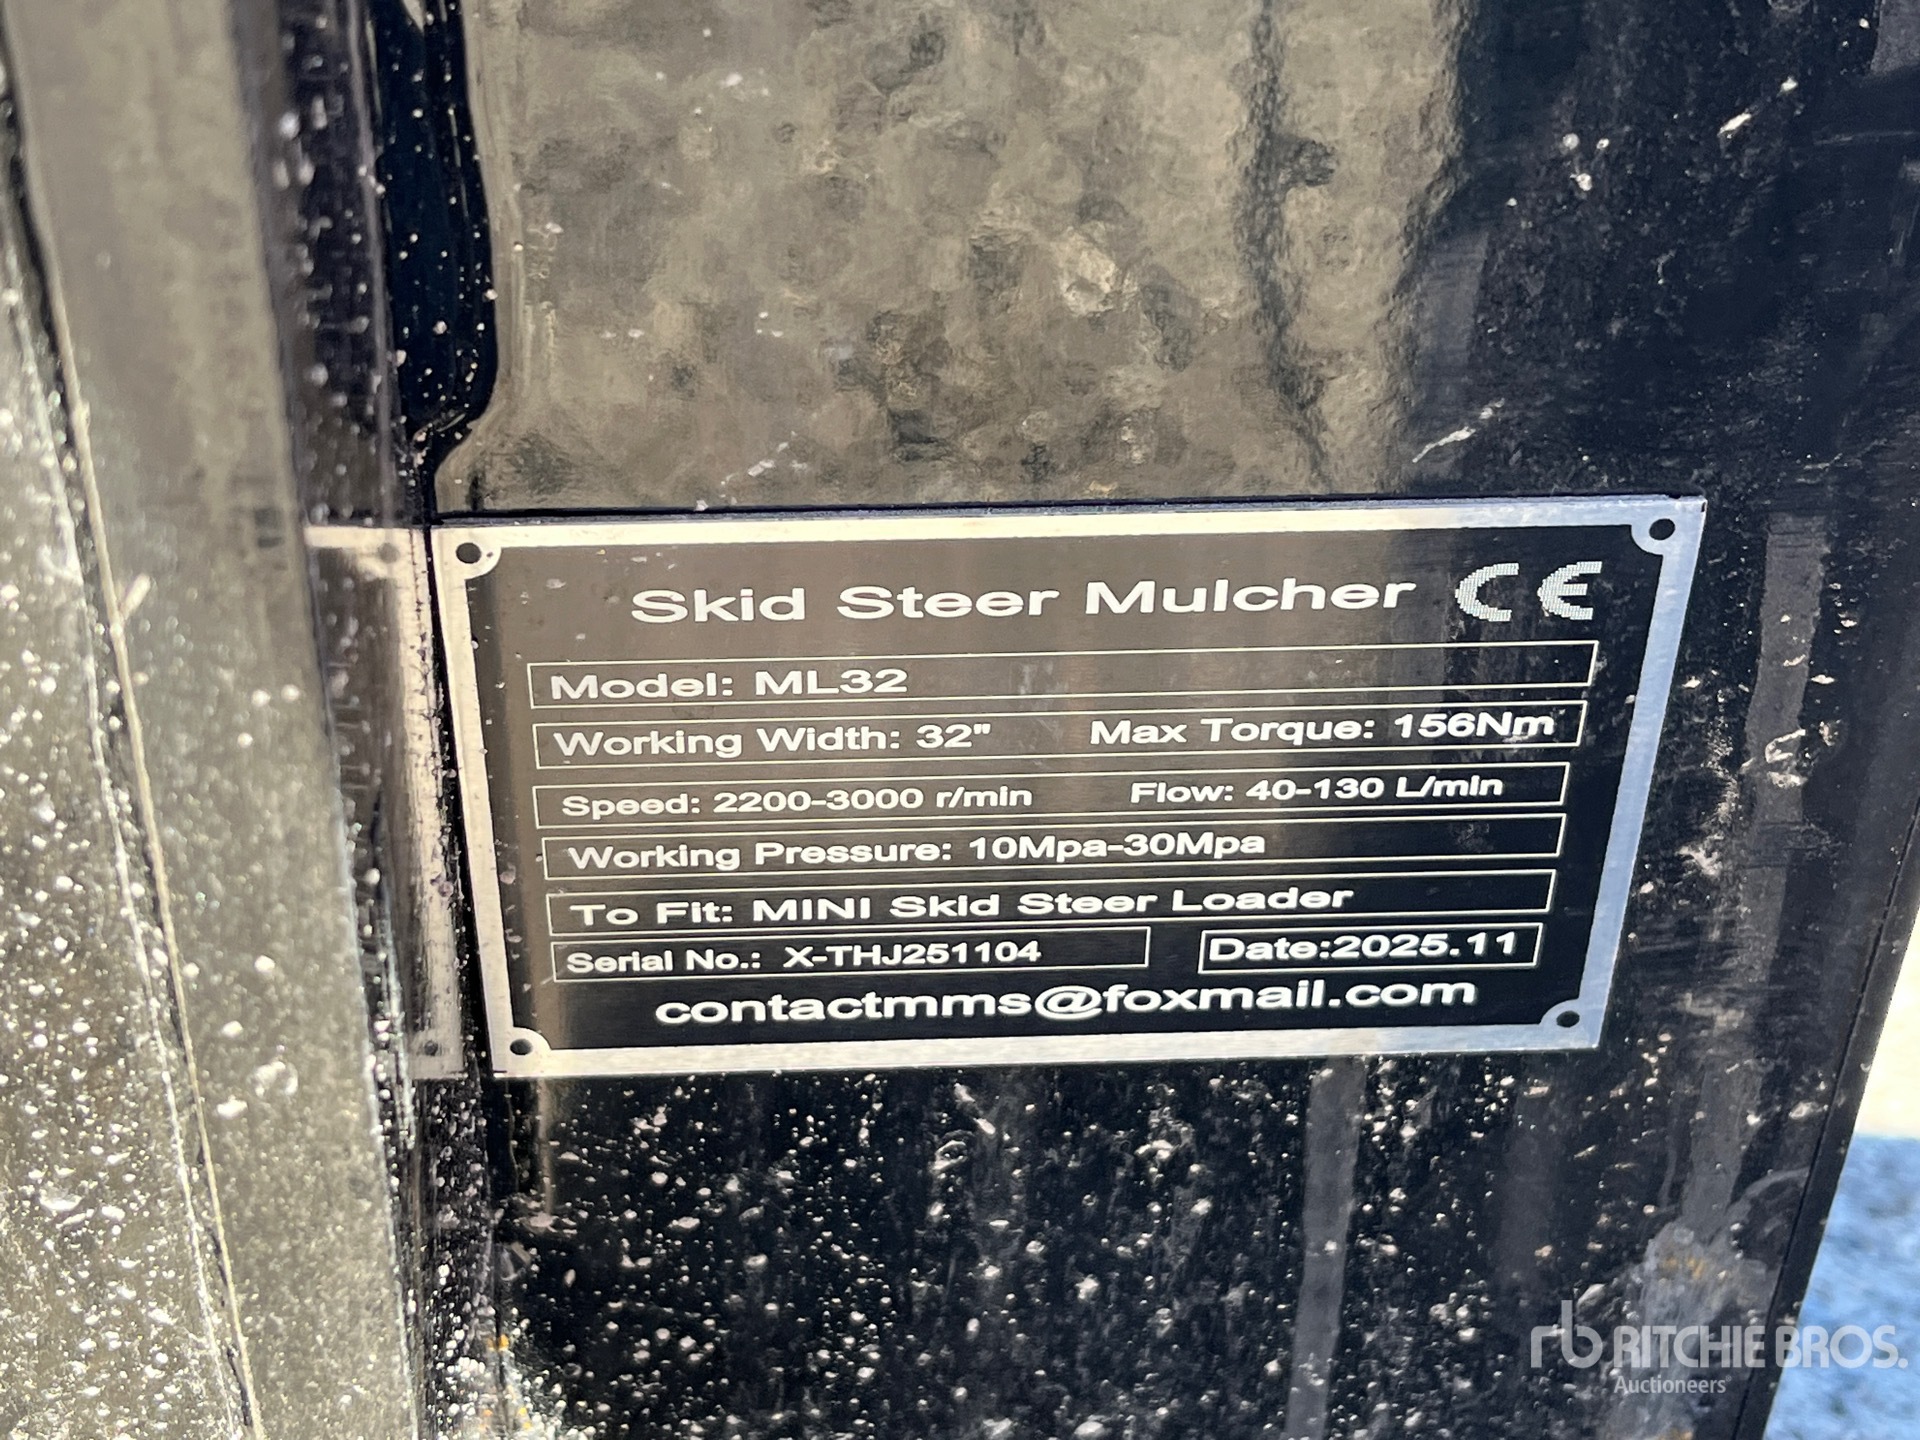 Skid Steer Mulcher CE
Model: ML32
Working Width: 32" Max Torque: 156Nm
Speed: 2200-3000 r/min Flow: 40-130 L/min
Working Pressure: 10Mpa-30Mpa
To Fit: MINI Skid Steer Loader
Serial No.: X-THJ251104 Date:2025.11
contactmms@foxmail.com
rb RITCHIE BROS.
Auctioneers